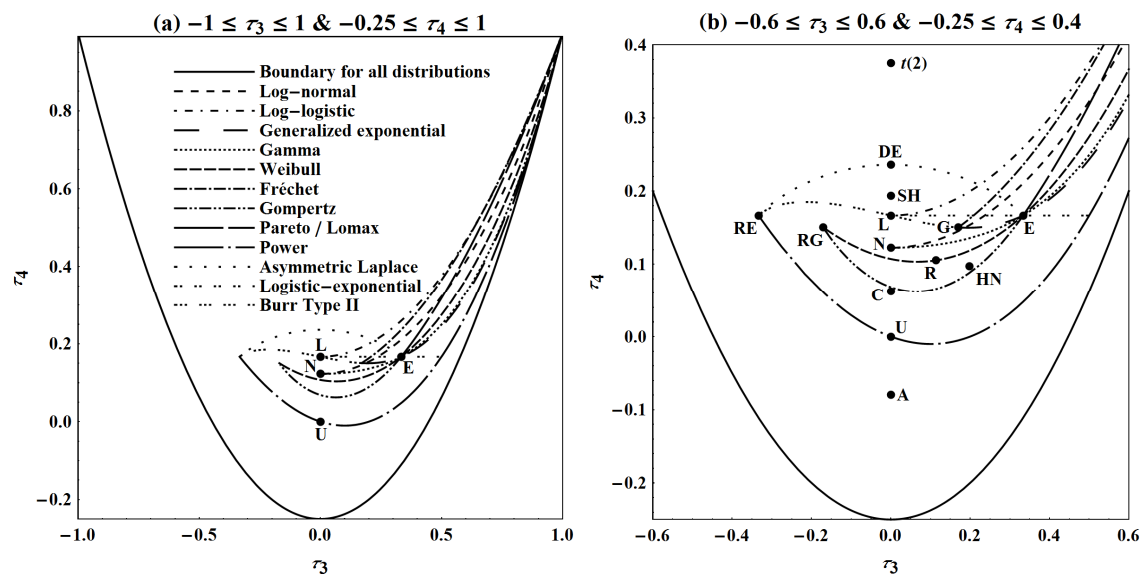 (a) −1 ≤ τ3 ≤ 1 & −0.25 ≤ τ4 ≤ 1
Boundary for all distributions
Log−normal
Log−logistic
Generalized exponential
Gamma
Weibull
Fréchet
Gompertz
Pareto / Lomax
Power
Asymmetric Laplace
Logistic−exponential
Burr Type II
L
N
E
U
0.8
0.6
0.4
0.2
0.0
−0.2
τ4
−1.0
−0.5
0.0
0.5
1.0
τ3
(b) −0.6 ≤ τ3 ≤ 0.6 & −0.25 ≤ τ4 ≤ 0.4
t(2)
DE
SH
RE
RG
L
G
E
N
R
HN
C
U
A
0.4
0.3
0.2
0.1
0.0
−0.1
−0.2
τ4
−0.6
−0.4
−0.2
0.0
0.2
0.4
0.6
τ3